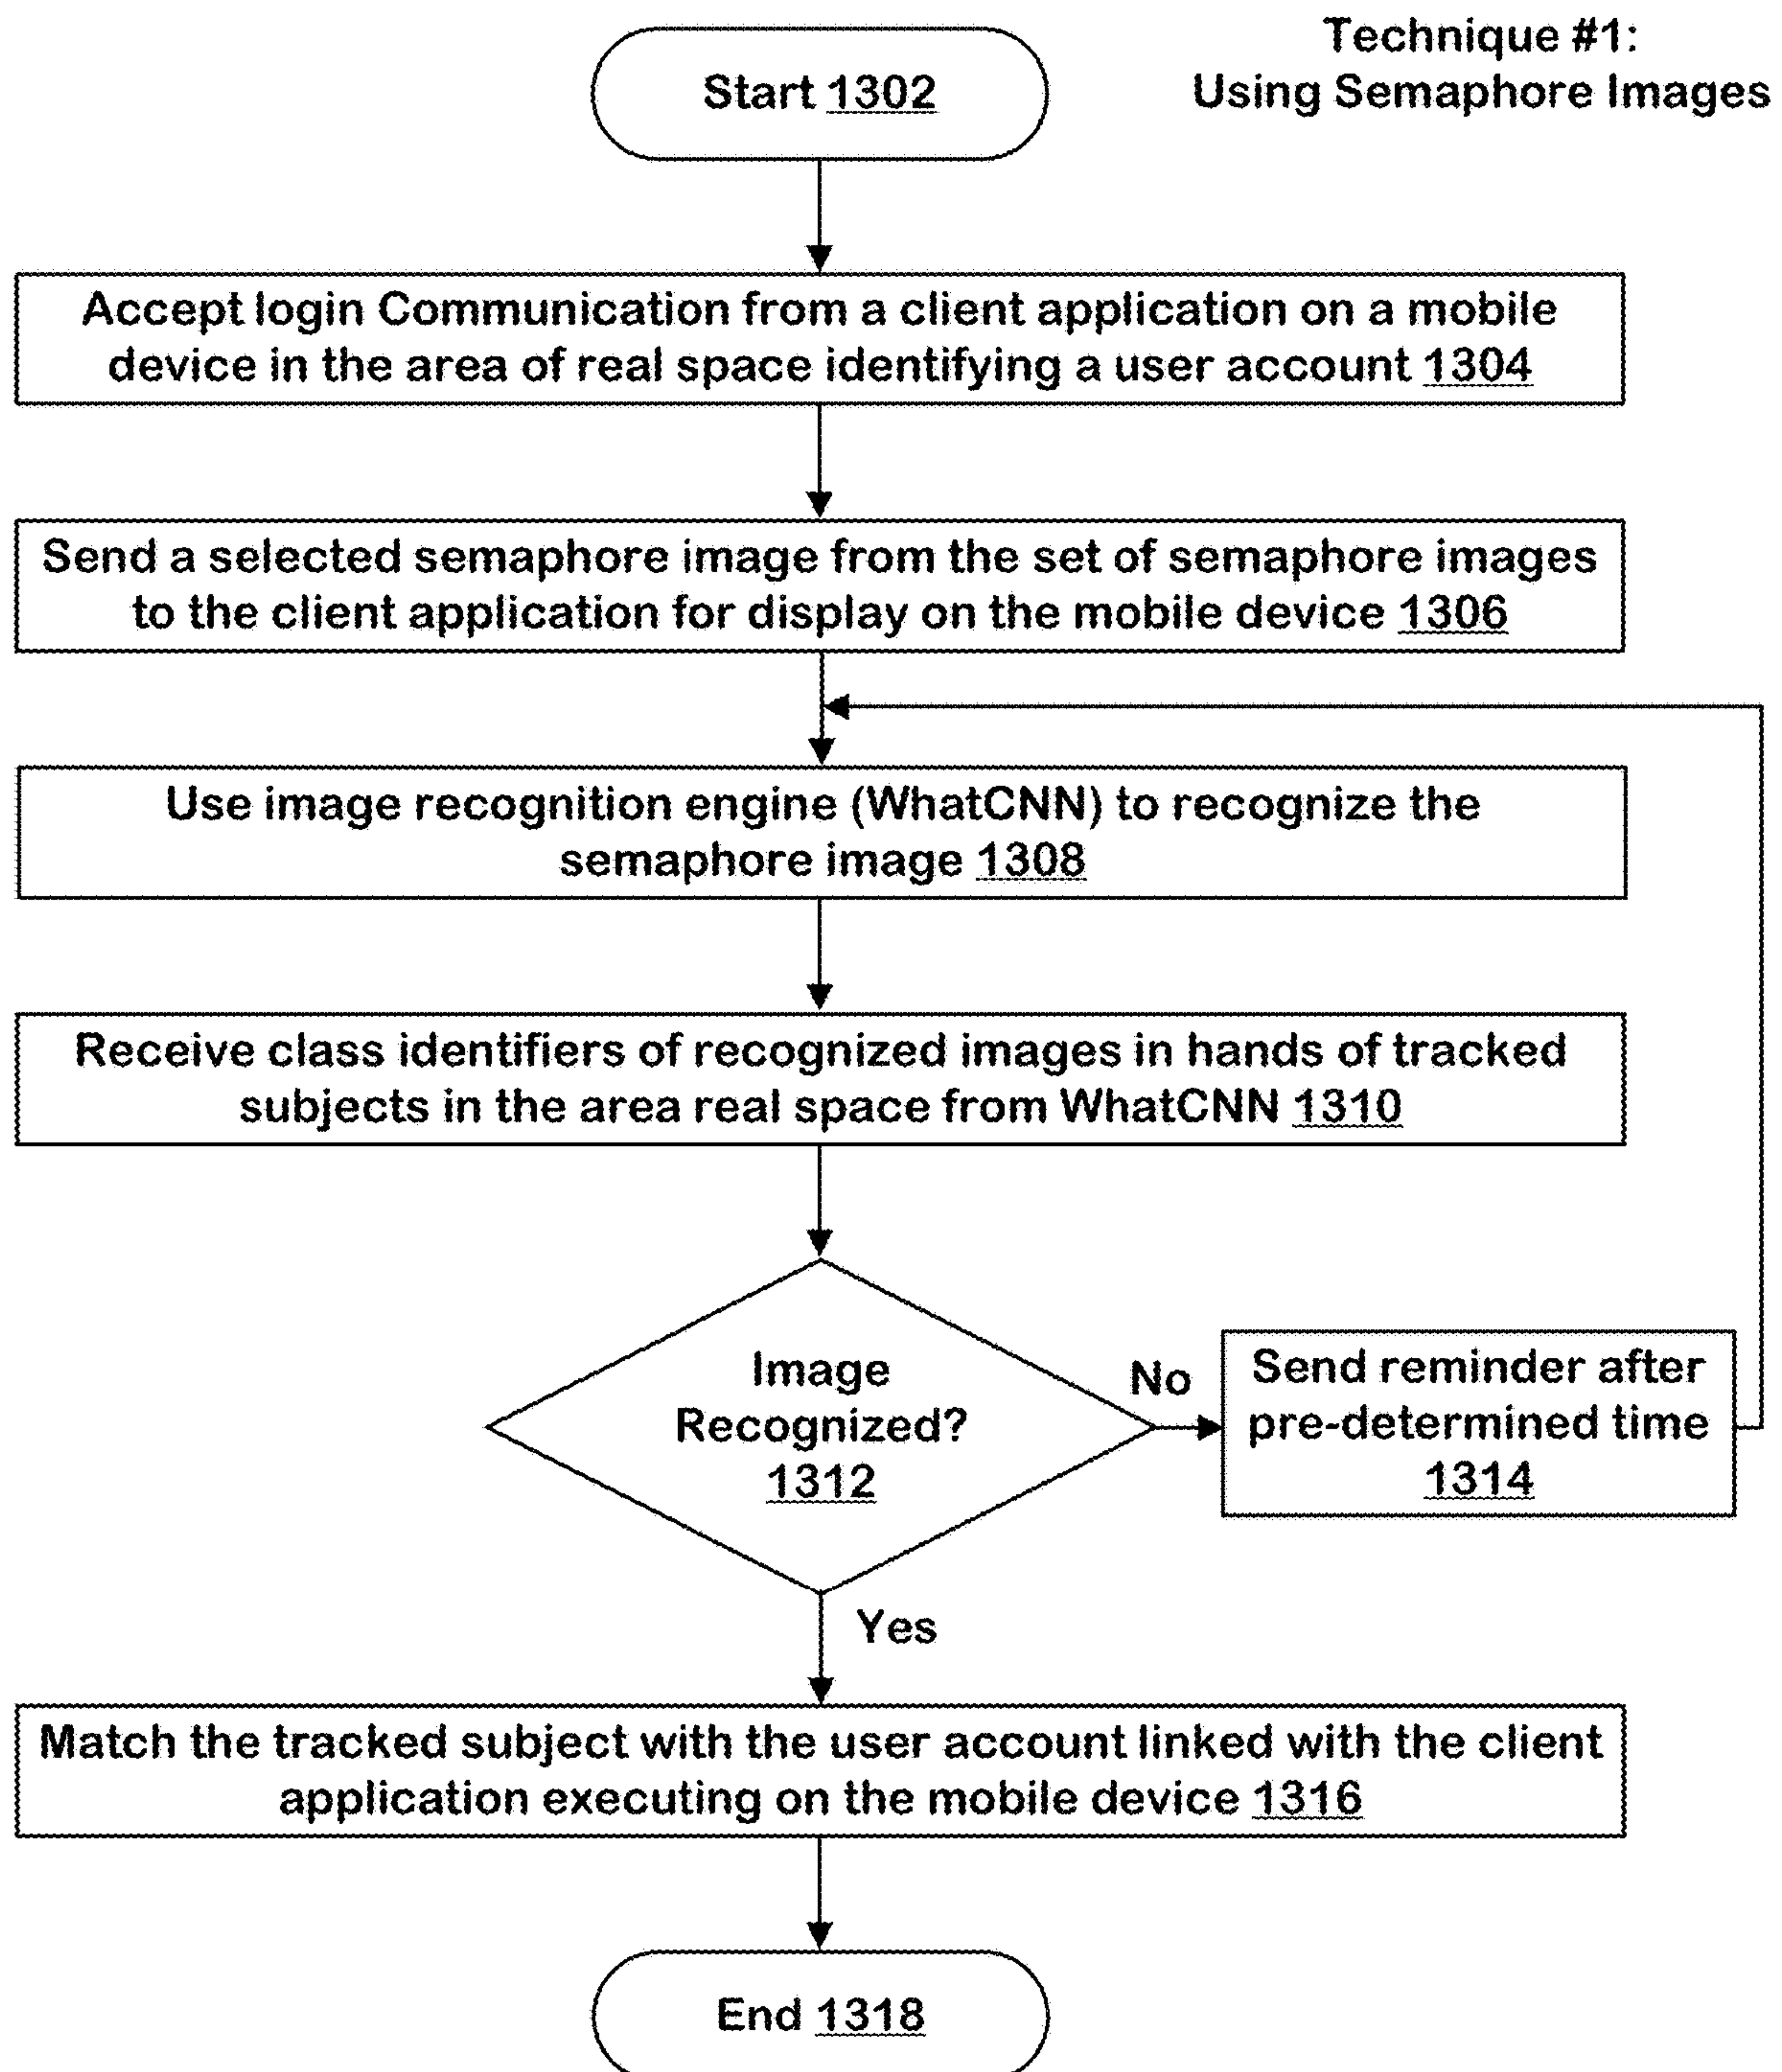 Technique #1:
Using Semaphore Images
Start 1302
Accept login Communication from a client application on a mobile
device in the area of real space identifying a user account 1304
Send a selected semaphore image from the set of semaphore images
to the client application for display on the mobile device 1306
Use image recognition engine (WhatCNN) to recognize the
semaphore image 1308
Receive class identifiers of recognized images in hands of tracked
subjects in the area real space from WhatCNN 1310
Image
Recognized?
1312
No
Send reminder after
pre-determined time
1314
Yes
Match the tracked subject with the user account linked with the client
application executing on the mobile device 1316
End 1318